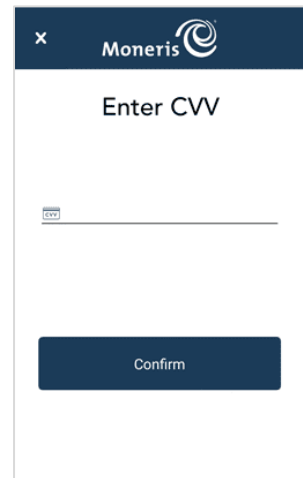 ×
Moneris
Enter CVV
CVV
Confirm